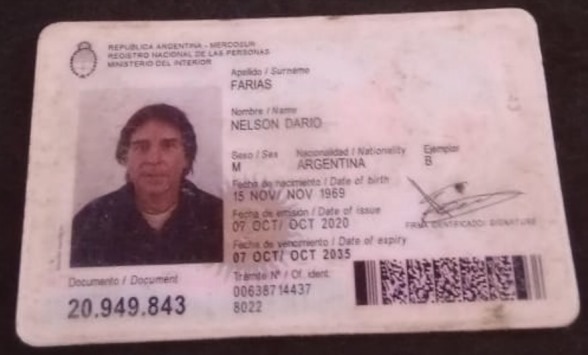 REPUBLICA ARGENTINA - MERCOSUR
REGISTRO NACIONAL DE LAS PERSONAS
MINISTERIO DEL INTERIOR
Apellido / Surname
FARIAS
Nombre / Name
NELSON DARIO
Sexo / Sex Nacionalidad / Nationality Ejemplar
M ARGENTINA B
Fecha de nacimiento / Date of birth
15 NOV/ NOV 1969
Fecha de emisión / Date of issue
07 OCT/ OCT 2020
FIRMA IDENTIFICADO/ SIGNATURE
Fecha de vencimiento / Date of expiry
07 OCT/ OCT 2035
Documento / Document
20.949.843
Trámite Nº / Of. ident.
00638714437
8022